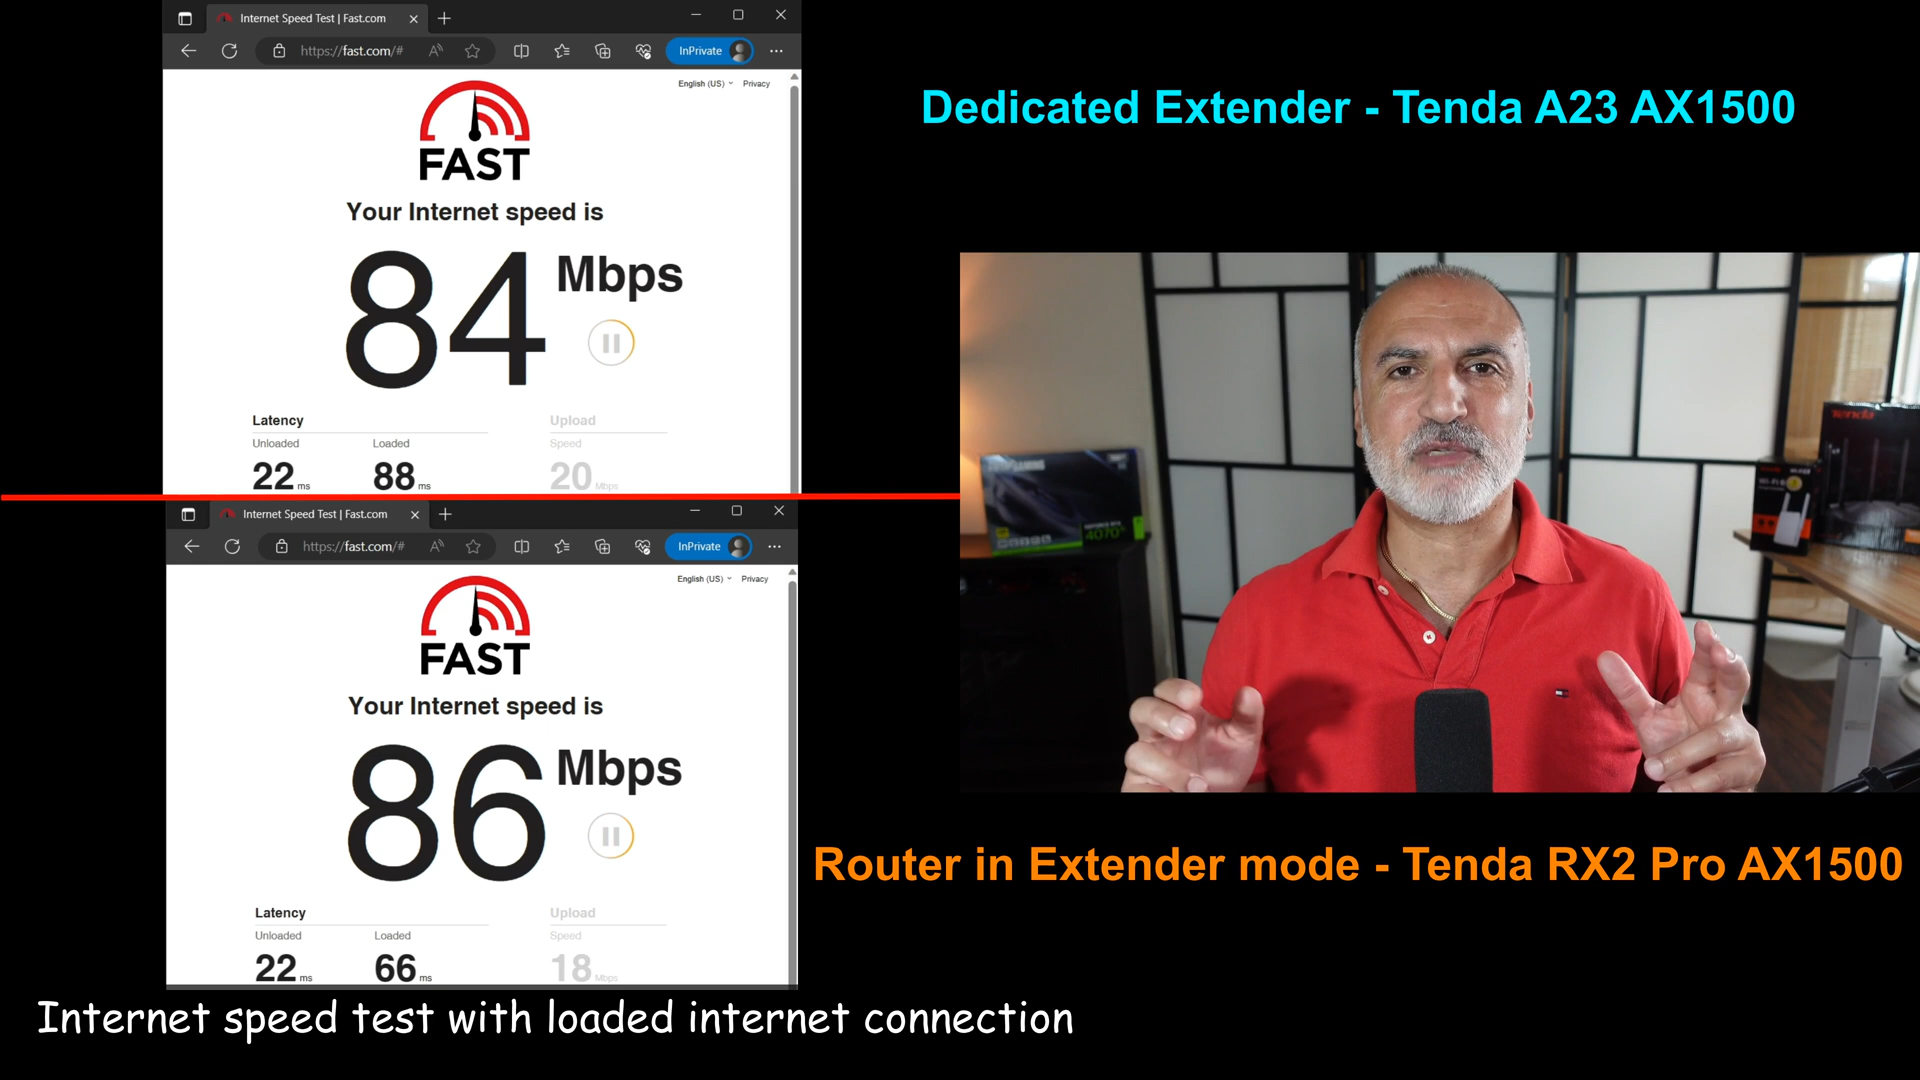 Internet Speed Test | Fast.com
https://fast.com/#
InPrivate
English (US)
Privacy
FAST
Your Internet speed is
84 Mbps
Latency
Upload
Unloaded
Loaded
Speed
22 ms
88 ms
20 Mbps
Dedicated Extender - Tenda A23 AX1500
Tenda
GAMING
4070
Internet Speed Test | Fast.com
https://fast.com/#
InPrivate
English (US)
Privacy
FAST
Your Internet speed is
86 Mbps
Latency
Upload
Unloaded
Loaded
Speed
22 ms
66 ms
18 Mbps
Router in Extender mode - Tenda RX2 Pro AX1500
Internet speed test with loaded internet connection